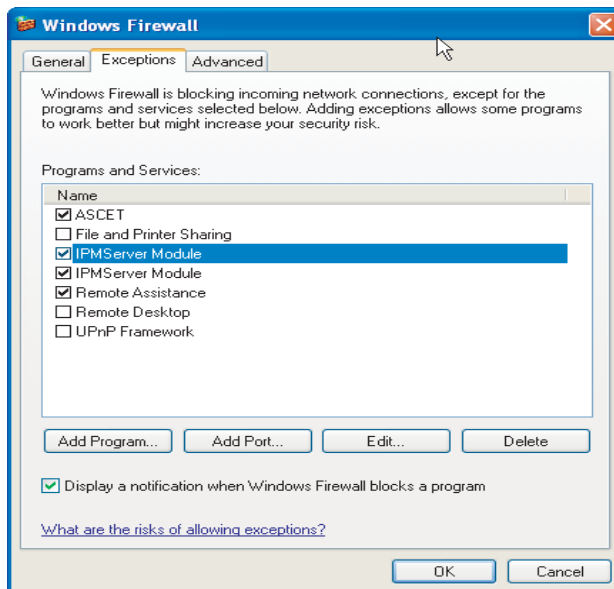 Windows Firewall
General Exceptions Advanced
Windows Firewall is blocking incoming network connections, except for the
programs and services selected below. Adding exceptions allows some programs
to work better but might increase your security risk.
Programs and Services:
Name
ASCET
File and Printer Sharing
IPMServer Module
IPMServer Module
Remote Assistance
Remote Desktop
UPnP Framework
Add Program... Add Port... Edit... Delete
Display a notification when Windows Firewall blocks a program
What are the risks of allowing exceptions?
OK Cancel